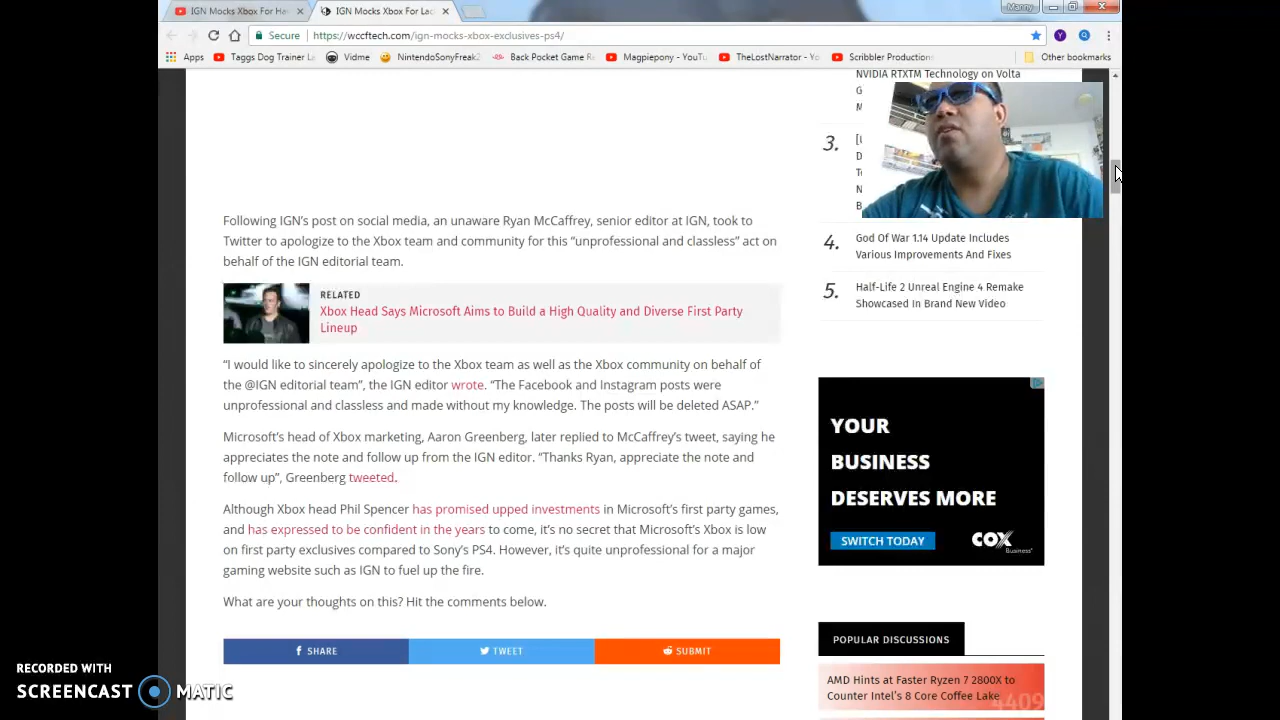 IGN Mocks Xbox For Ha
IGN Mocks Xbox For Lac
Manny
Secure
https://wccftech.com/ign-mocks-xbox-exclusives-ps4/
Apps
Taggs Dog Trainer L
Vidme
NintendoSonyFreak2
Back Pocket Game R
Magpiepony - YouTu
TheLostNarrator - Yo
Scribbler Productions
Other bookmarks
NVIDIA RTXTM Technology on Volta
G
M
3.
D
T
N
B
4.
God Of War 1.14 Update Includes
Various Improvements And Fixes
5.
Half-Life 2 Unreal Engine 4 Remake
Showcased In Brand New Video
Following IGN's post on social media, an unaware Ryan McCaffrey, senior editor at IGN, took to
Twitter to apologize to the Xbox team and community for this "unprofessional and classless" act on
behalf of the IGN editorial team.
RELATED
Xbox Head Says Microsoft Aims to Build a High Quality and Diverse First Party
Lineup
"I would like to sincerely apologize to the Xbox team as well as the Xbox community on behalf of
the @IGN editorial team", the IGN editor wrote. "The Facebook and Instagram posts were
unprofessional and classless and made without my knowledge. The posts will be deleted ASAP."
Microsoft's head of Xbox marketing, Aaron Greenberg, later replied to McCaffrey's tweet, saying he
appreciates the note and follow up from the IGN editor. "Thanks Ryan, appreciate the note and
follow up", Greenberg tweeted.
Although Xbox head Phil Spencer has promised upped investments in Microsoft's first party games,
and has expressed to be confident in the years to come, it's no secret that Microsoft's Xbox is low
on first party exclusives compared to Sony's PS4. However, it's quite unprofessional for a major
gaming website such as IGN to fuel up the fire.
What are your thoughts on this? Hit the comments below.
SHARE
TWEET
SUBMIT
YOUR
BUSINESS
DESERVES MORE
SWITCH TODAY
COX
Business
POPULAR DISCUSSIONS
AMD Hints at Faster Ryzen 7 2800X to
Counter Intel's 8 Core Coffee Lake
4409
RECORDED WITH
SCREENCAST MATIC